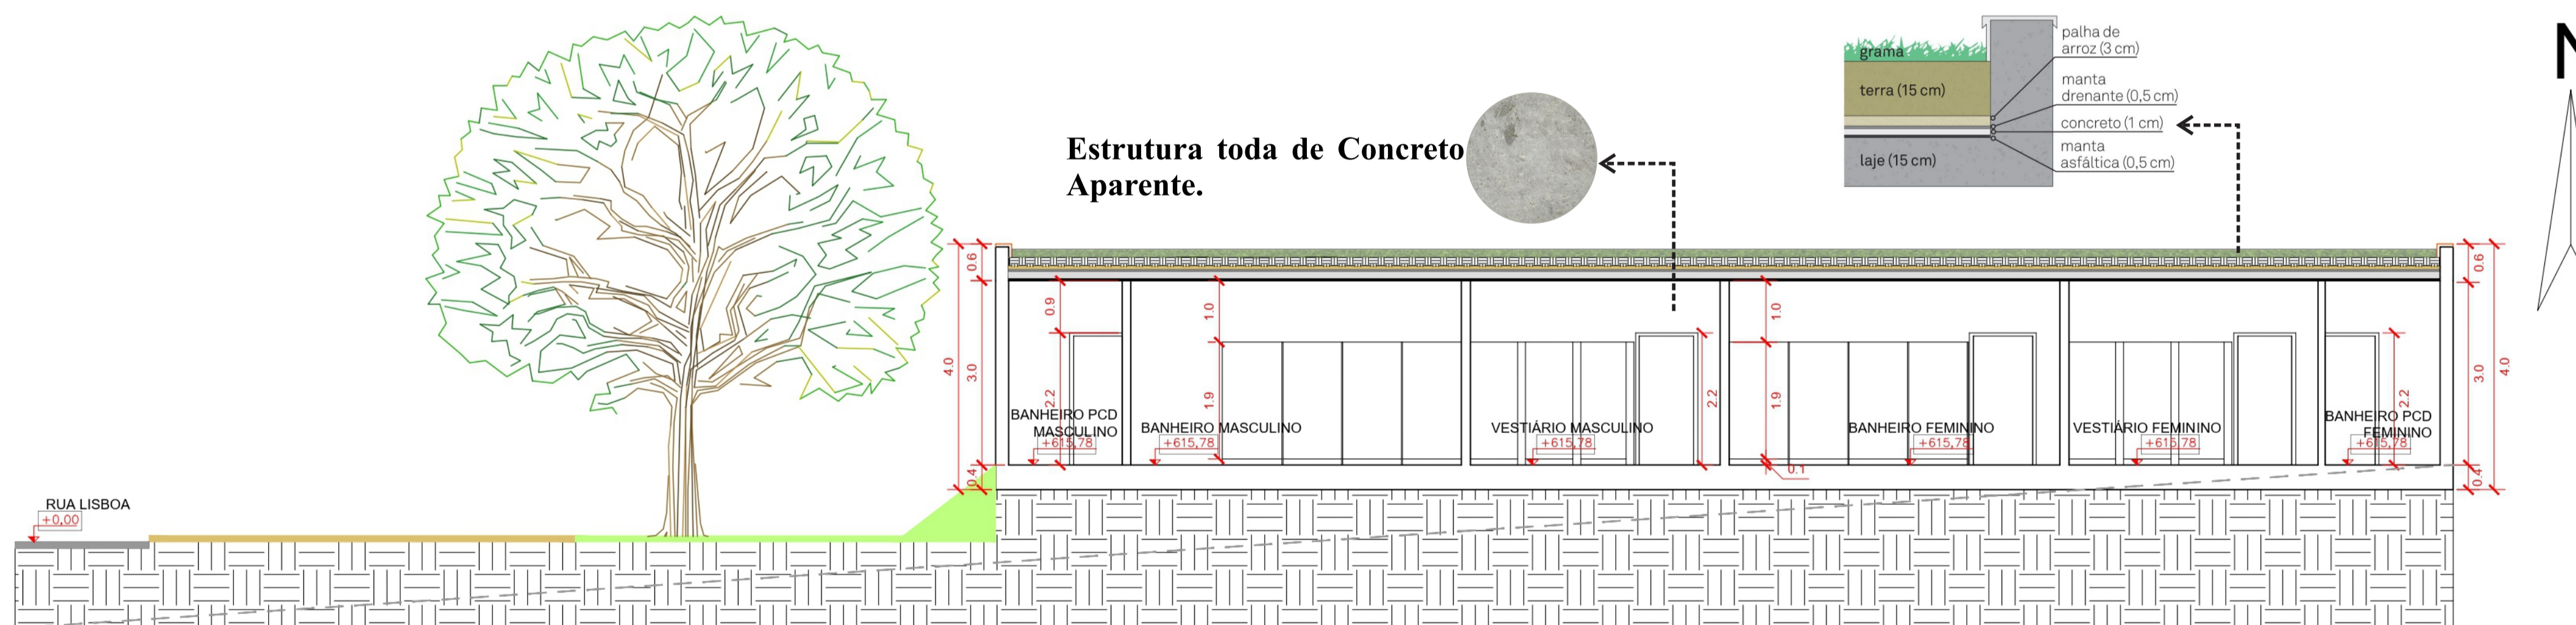 grama
terra (15 cm)
laje (15 cm)
palha de
arroz (3 cm)
manta
drenante (0,5 cm)
concreto (1 cm)
manta
asfáltica (0,5 cm)
N
Estrutura toda de Concreto
Aparente.
4.0
0.6
3.0
0.4
0.9
2.2
1.0
1.9
2.2
1.0
1.9
0.1
2.2
0.6
3.0
0.4
4.0
BANHEIRO PCD
MASCULINO
+615,78
BANHEIRO MASCULINO
+615,78
VESTIÁRIO MASCULINO
+615,78
BANHEIRO FEMININO
+615,78
VESTIÁRIO FEMININO
+615,78
BANHEIRO PCD
FEMININO
+615,78
RUA LISBOA
+0,00